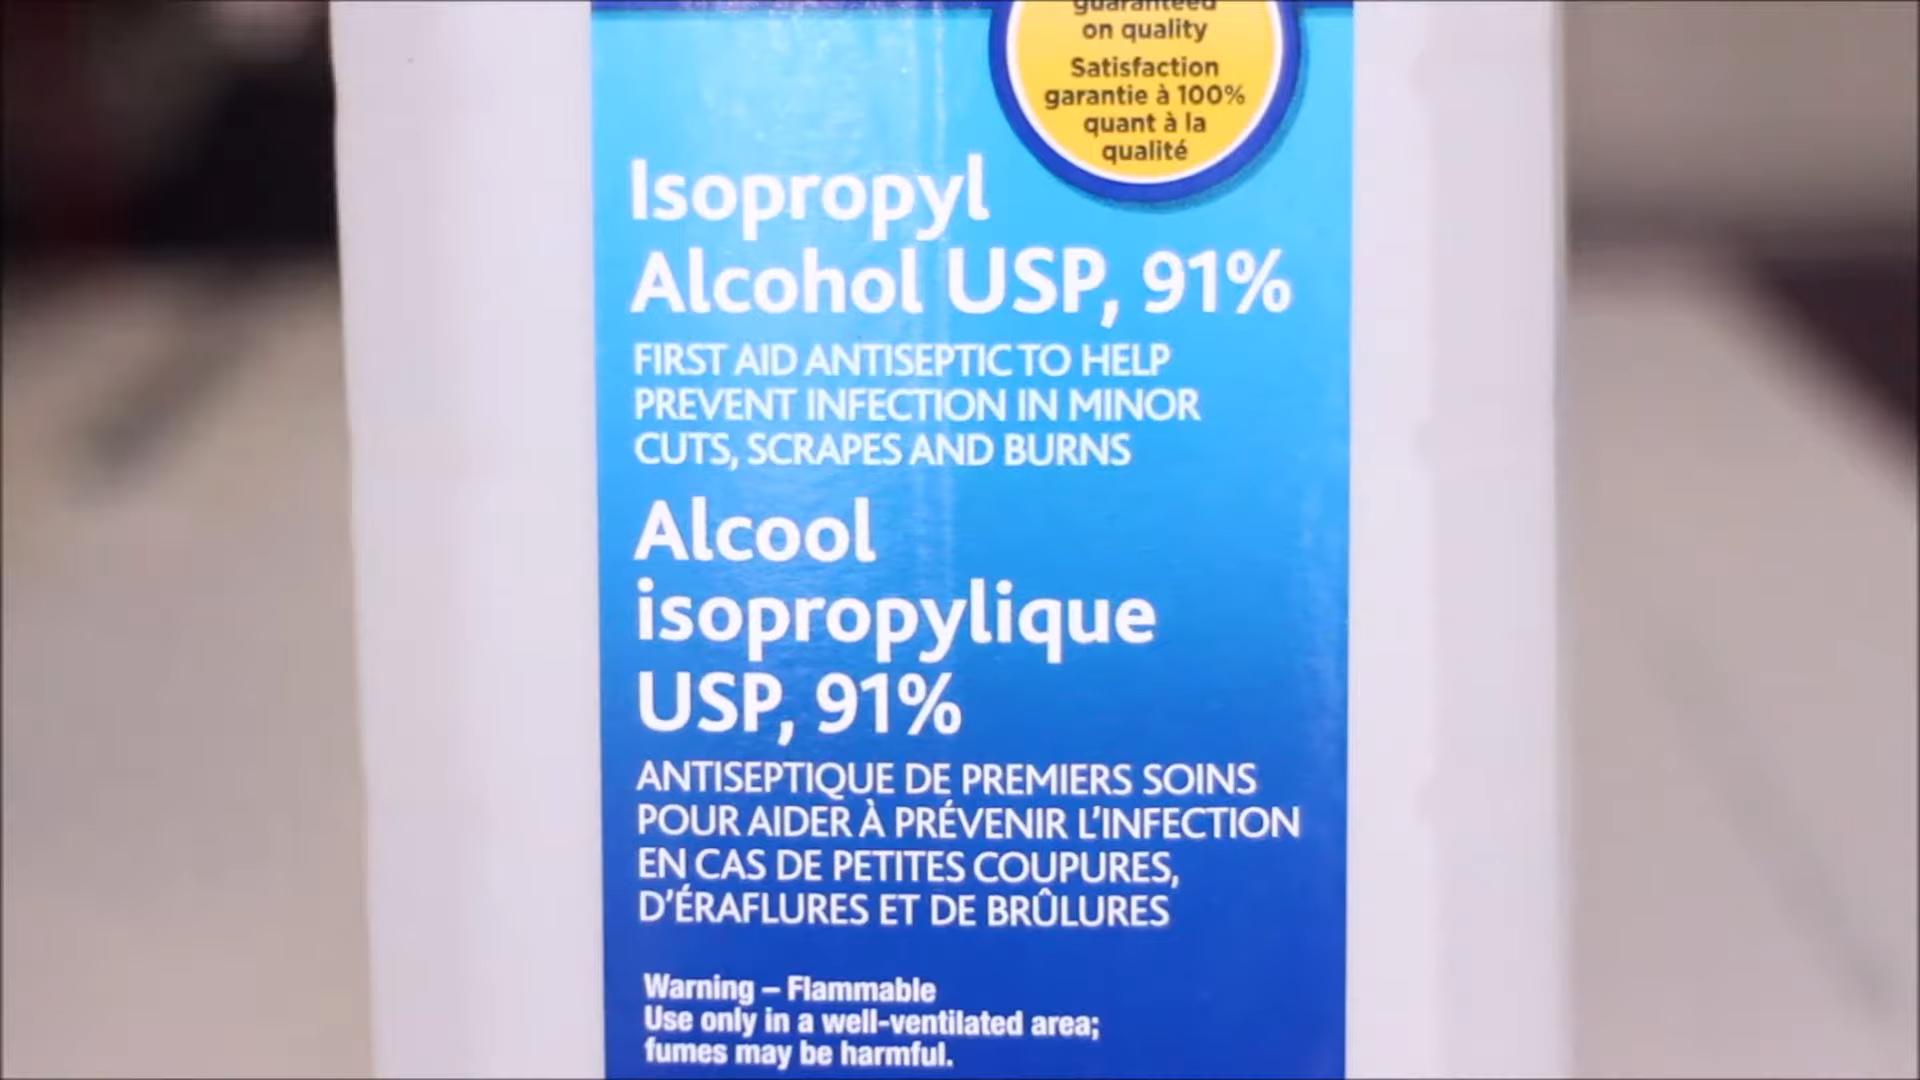 guaranteed
on quality
Satisfaction
garantie à 100%
quant à la
qualité
Isopropyl
Alcohol USP, 91%
FIRST AID ANTISEPTIC TO HELP
PREVENT INFECTION IN MINOR
CUTS, SCRAPES AND BURNS
Alcool
isopropylique
USP, 91%
ANTISEPTIQUE DE PREMIERS SOINS
POUR AIDER À PRÉVENIR L'INFECTION
EN CAS DE PETITES COUPURES,
D'ÉRAFLURES ET DE BRÛLURES
Warning – Flammable
Use only in a well-ventilated area;
fumes may be harmful.